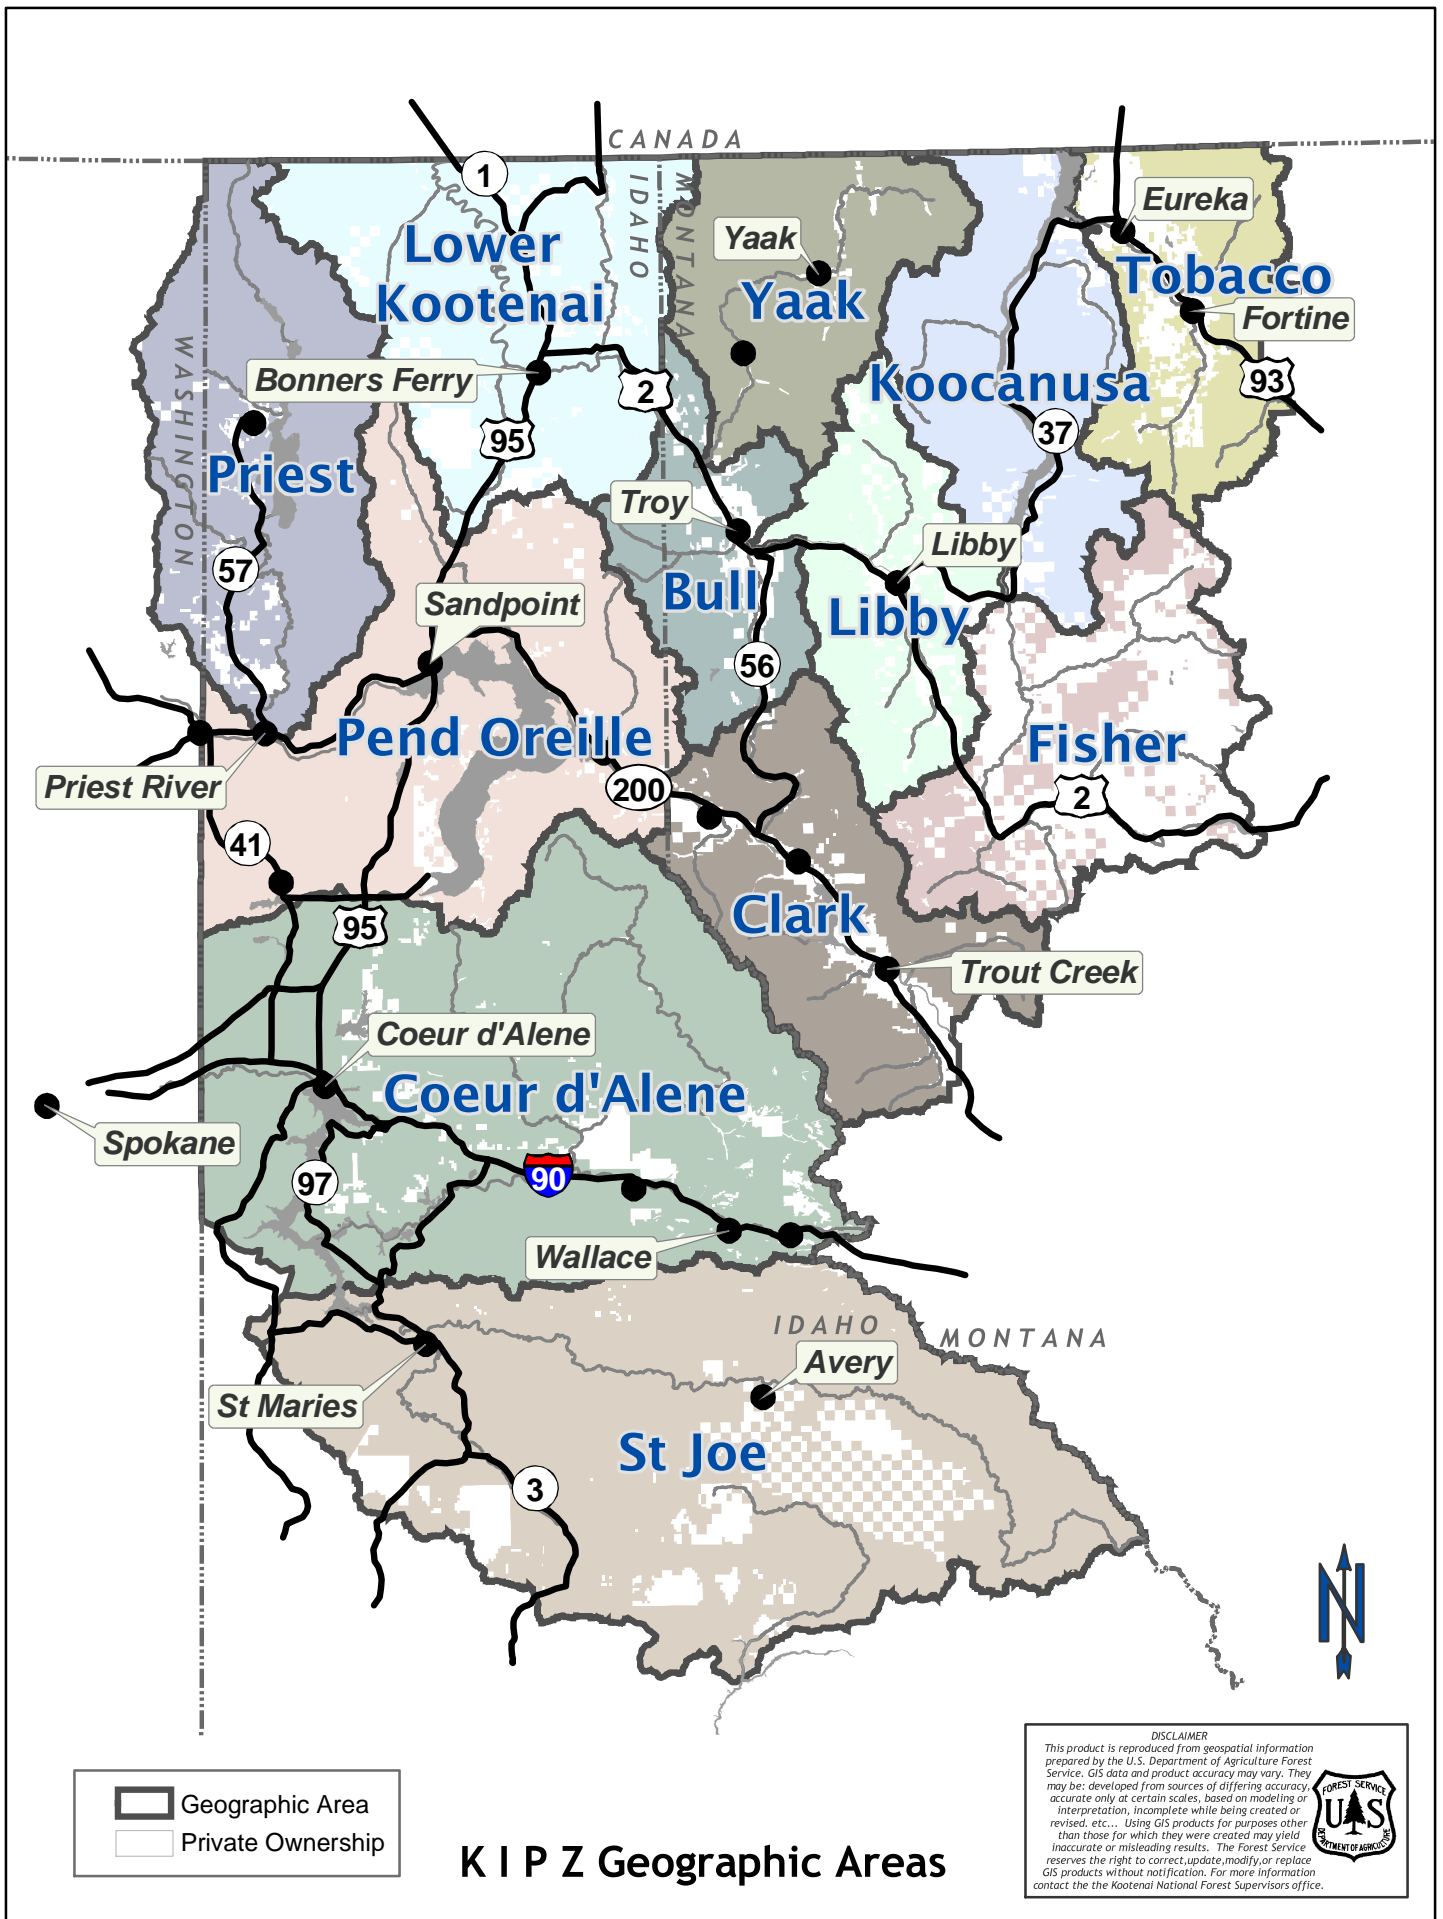 CANADA
1
IDAHO
MONTANA
Eureka
Lower
Kootenai
Yaak
Yaak
Tobacco
Fortine
WASHINGTON
Bonners Ferry
2
Koocanusa
93
95
37
Priest
Troy
Libby
57
Bull
Sandpoint
Libby
56
Pend Oreille
Fisher
Priest River
200
2
41
Clark
95
Trout Creek
Coeur d'Alene
Coeur d'Alene
Spokane
97
90
Wallace
IDAHO
MONTANA
Avery
St Maries
St Joe
3
N
Geographic Area
Private Ownership
K I P Z Geographic Areas
DISCLAIMER
This product is reproduced from geospatial information
prepared by the U.S. Department of Agriculture Forest
Service. GIS data and product accuracy may vary. They
may be: developed from sources of differing accuracy,
accurate only at certain scales, based on modeling or
interpretation, incomplete while being created or
revised. etc... Using GIS products for purposes other
than those for which they were created may yield
inaccurate or misleading results. The Forest Service
reserves the right to correct,update,modify,or replace
GIS products without notification. For more information
contact the the Kootenai National Forest Supervisors office.
FOREST SERVICE
U S
DEPARTMENT OF AGRICULTURE